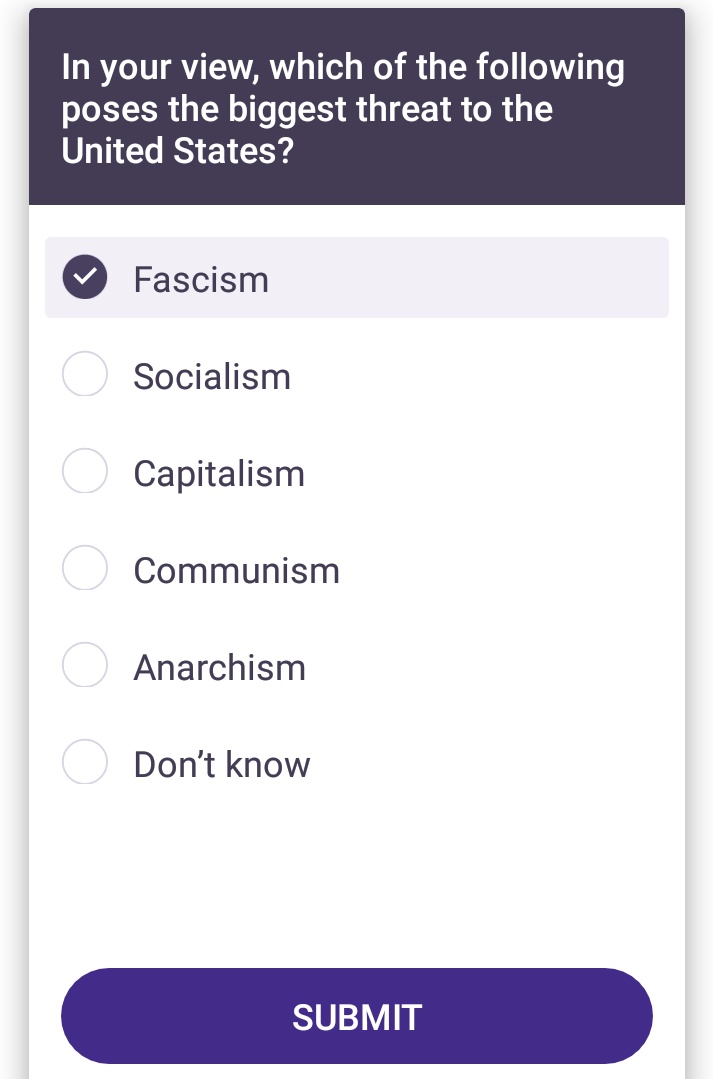 In your view, which of the following
poses the biggest threat to the
United States?
Fascism
Socialism
Capitalism
Communism
Anarchism
Don’t know
SUBMIT